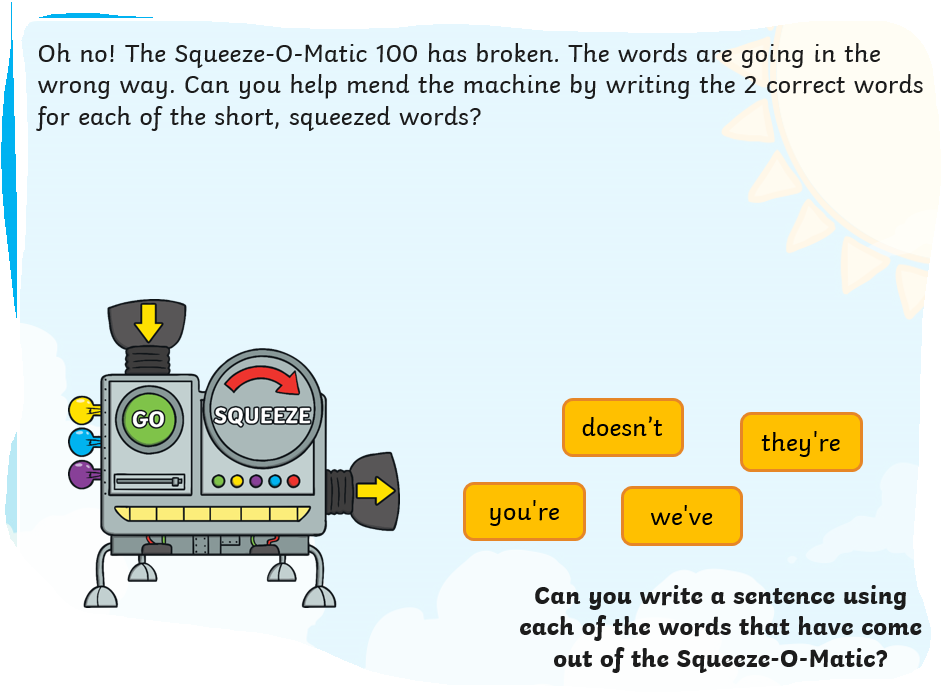 Oh no! The Squeeze-O-Matic 100 has broken. The words are going in the
wrong way. Can you help mend the machine by writing the 2 correct words
for each of the short, squeezed words?
GO
SQUEEZE
doesn’t
they're
you're
we've
Can you write a sentence using
each of the words that have come
out of the Squeeze-O-Matic?